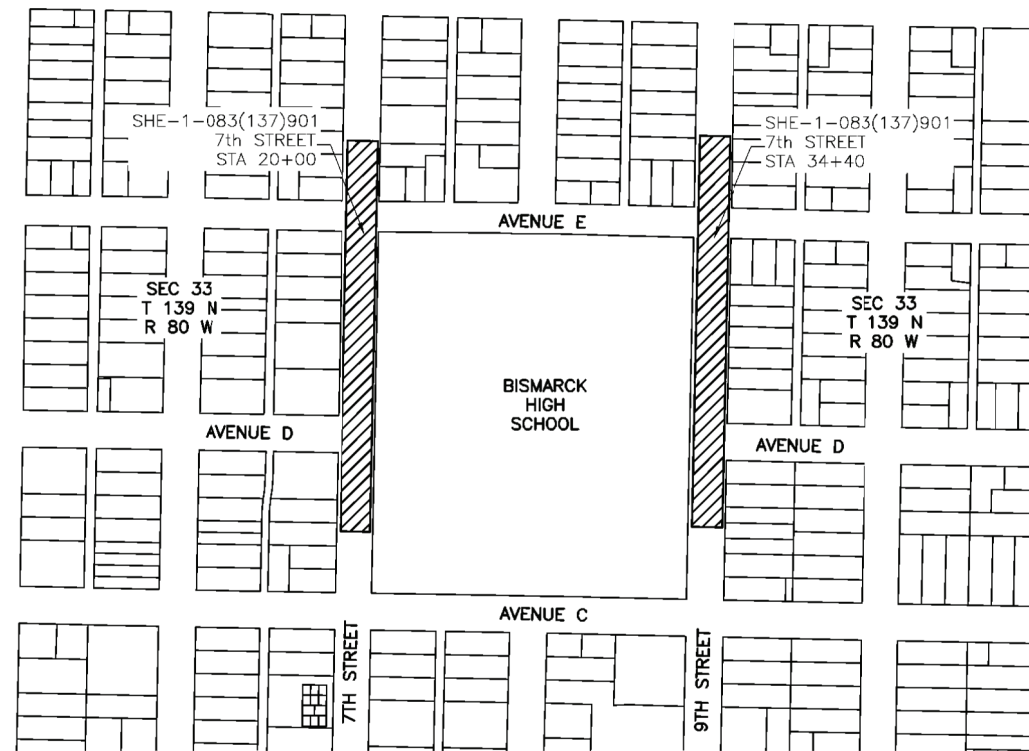 SHE-1-083(137)901
7th STREET
STA 20+00
SHE-1-083(137)901
7th STREET
STA 34+40
AVENUE E
SEC 33
T 139 N
R 80 W
SEC 33
T 139 N
R 80 W
BISMARCK
HIGH
SCHOOL
AVENUE D
AVENUE D
AVENUE C
7TH STREET
9TH STREET